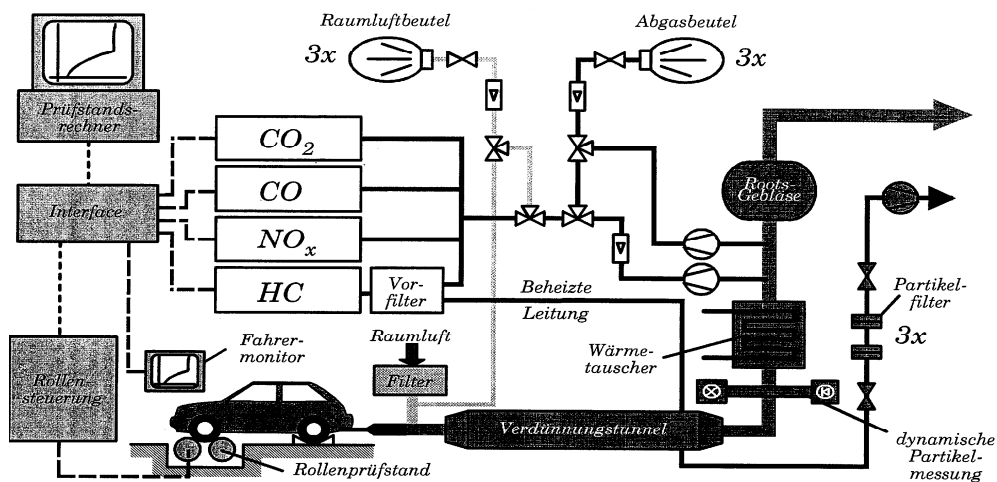 Raumluftbeutel
3x
Abgasbeutel
3x
Prüfstands-
rechner
CO2
CO
NOx
HC
Interface
Vor-
filter
Beheizte
Leitung
Roots-
Gebläse
Partikel-
filter
3x
Raumluft
Filter
Fahrer-
monitor
Rollen-
steuerung
Wärme-
tauscher
Verdünnungstunnel
Rollenprüfstand
dynamische
Partikel-
messung